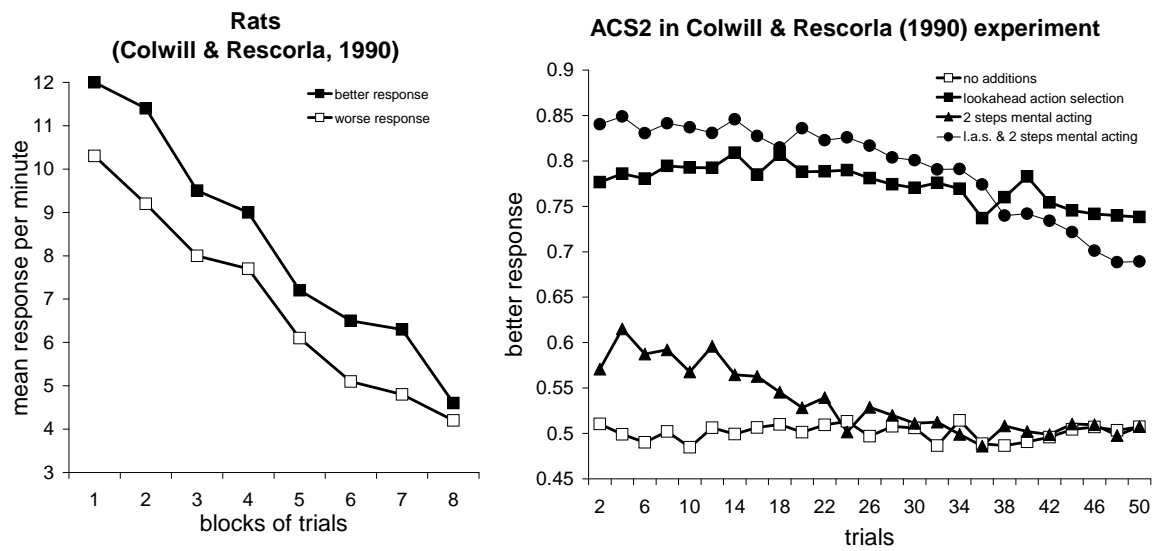 Rats
(Colwill & Rescorla, 1990)
12
11
10
9
8
7
6
5
4
3
mean response per minute
better response
worse response
1 2 3 4 5 6 7 8
blocks of trials
ACS2 in Colwill & Rescorla (1990) experiment
0.9
0.85
0.8
0.75
0.7
0.65
0.6
0.55
0.5
0.45
better response
no additions
lookahead action selection
2 steps mental acting
l.a.s. & 2 steps mental acting
2 6 10 14 18 22 26 30 34 38 42 46 50
trials